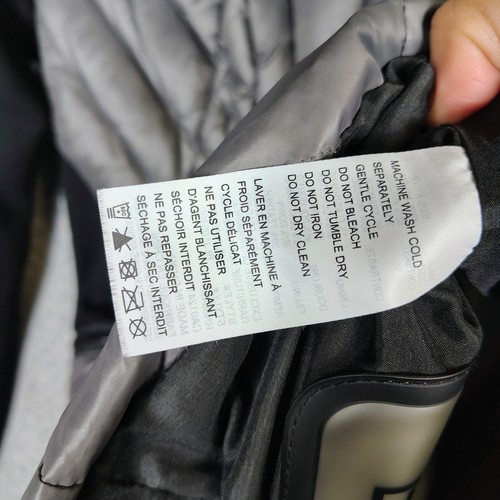 MACHINE WASH COLD
SEPARATELY
GENTLE CYCLE
DO NOT BLEACH
DO NOT TUMBLE DRY
DO NOT IRON
DO NOT DRY CLEAN
LAVER EN MACHINE À
FROID SÉPARÉMENT
CYCLE DÉLICAT
NE PAS UTILISER
D'AGENT BLANCHISSANT
SÉCHOIR INTERDIT
NE PAS REPASSER
SÉCHAGE À SEC INTERDIT